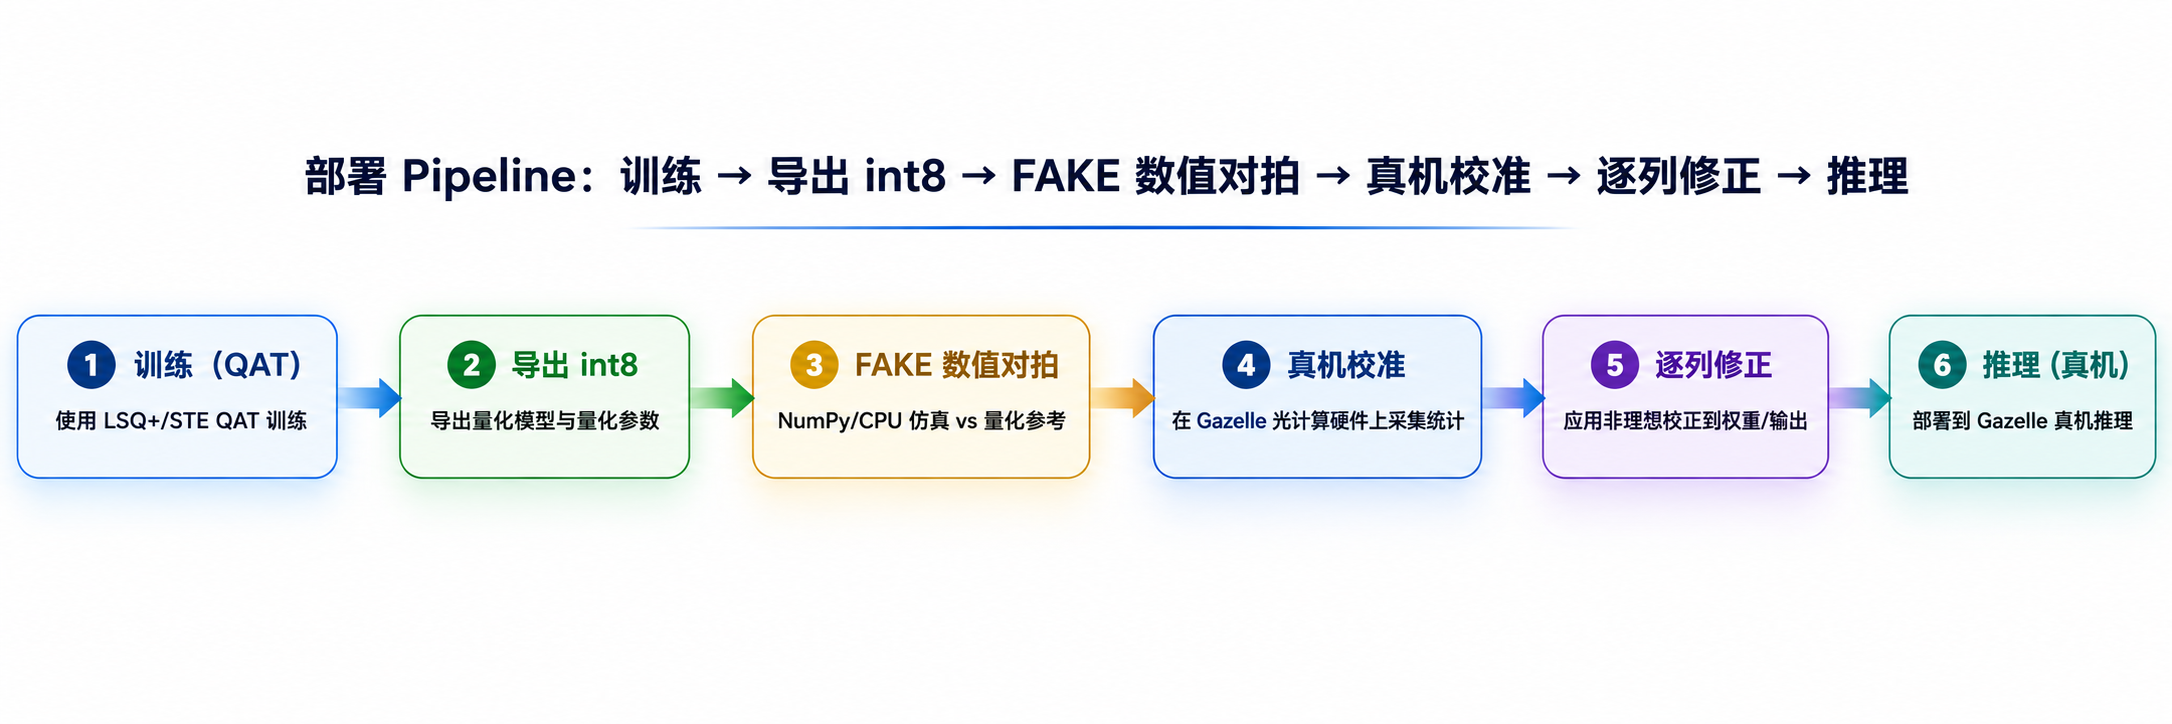 部署 Pipeline：训练 → 导出 int8 → FAKE 数值对拍 → 真机校准 → 逐列修正 → 推理
1 训练（QAT）
使用 LSQ+/STE QAT 训练
2 导出 int8
导出量化模型与量化参数
3 FAKE 数值对拍
NumPy/CPU 仿真 vs 量化参考
4 真机校准
在 Gazelle 光计算硬件上采集统计
5 逐列修正
应用非理想校正到权重/输出
6 推理 (真机)
部署到 Gazelle 真机推理